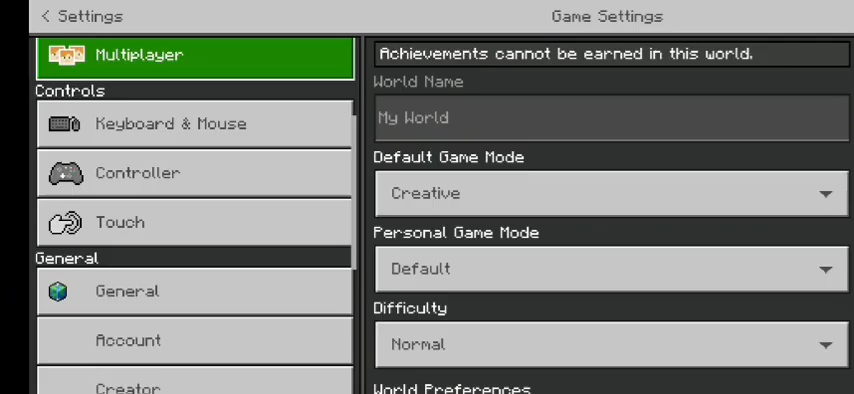 < Settings
Game Settings
Multiplayer
Controls
Keyboard & Mouse
Controller
Touch
General
General
Account
Creator
Achievements cannot be earned in this world.
World Name
My World
Default Game Mode
Creative
Personal Game Mode
Default
Difficulty
Normal
World Preferences